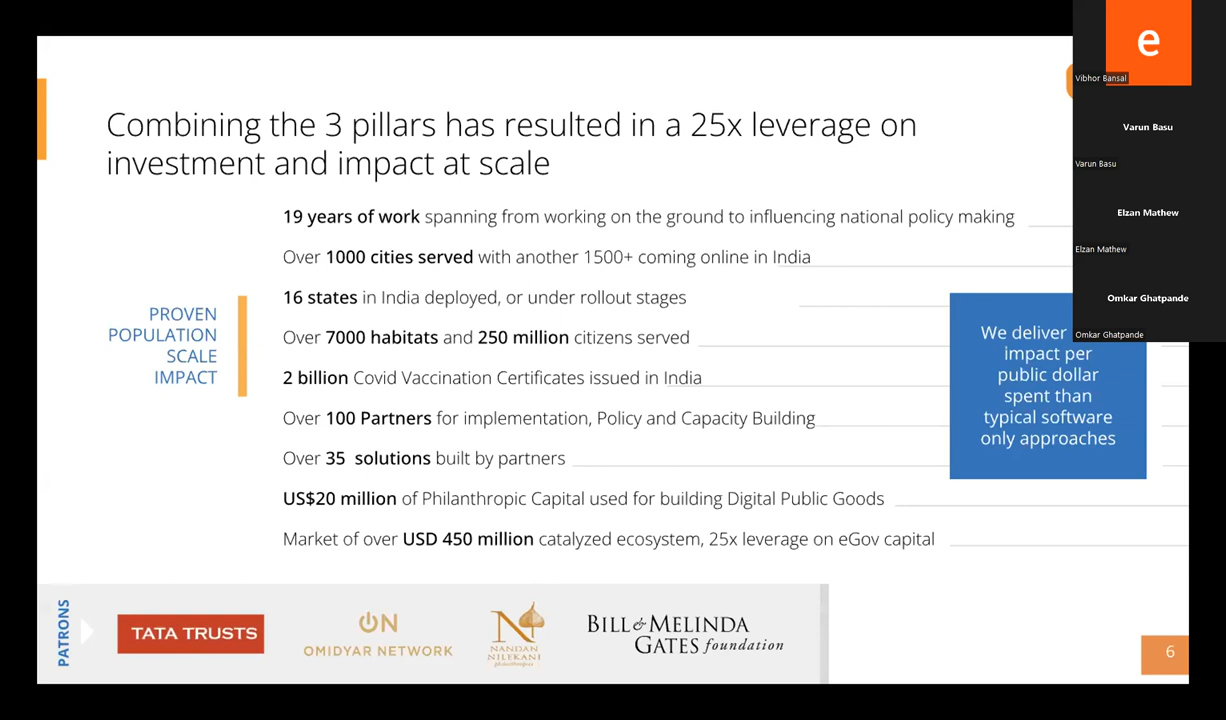 Combining the 3 pillars has resulted in a 25x leverage on
investment and impact at scale
PROVEN
POPULATION
SCALE
IMPACT
19 years of work spanning from working on the ground to influencing national policy making
Over 1000 cities served with another 1500+ coming online in India
16 states in India deployed, or under rollout stages
Over 7000 habitats and 250 million citizens served
2 billion Covid Vaccination Certificates issued in India
Over 100 Partners for implementation, Policy and Capacity Building
Over 35 solutions built by partners
US$20 million of Philanthropic Capital used for building Digital Public Goods
Market of over USD 450 million catalyzed ecosystem, 25x leverage on eGov capital
We deliver
impact per
public dollar
spent than
typical software
only approaches
PATRONS
TATA TRUSTS
ON
OMIDYAR NETWORK
N
NANDAN
NILEKANI
philanthropies
BILL & MELINDA
GATES foundation
6
e
Vibhor Bansal
Varun Basu
Varun Basu
Elzan Mathew
Elzan Mathew
Omkar Ghatpande
Omkar Ghatpande